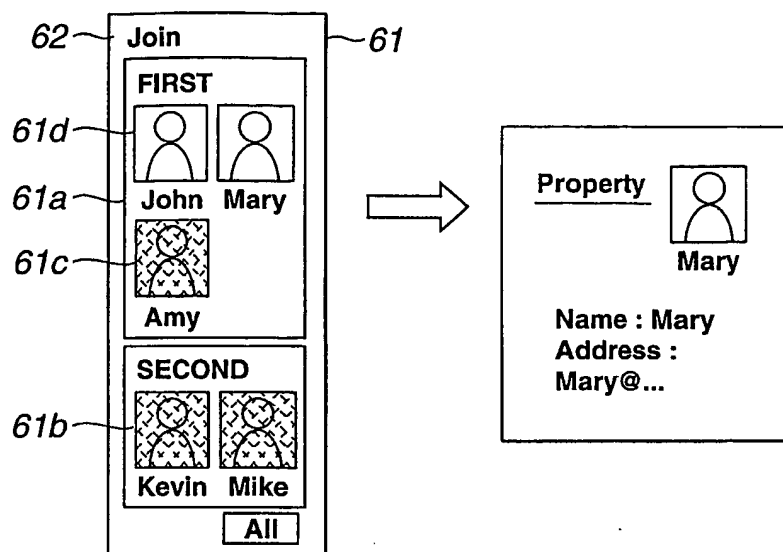 62 Join 61
FIRST
61d
John Mary
61a
61c
Amy
SECOND
61b
Kevin Mike
All
Property
Mary
Name : Mary
Address :
Mary@...